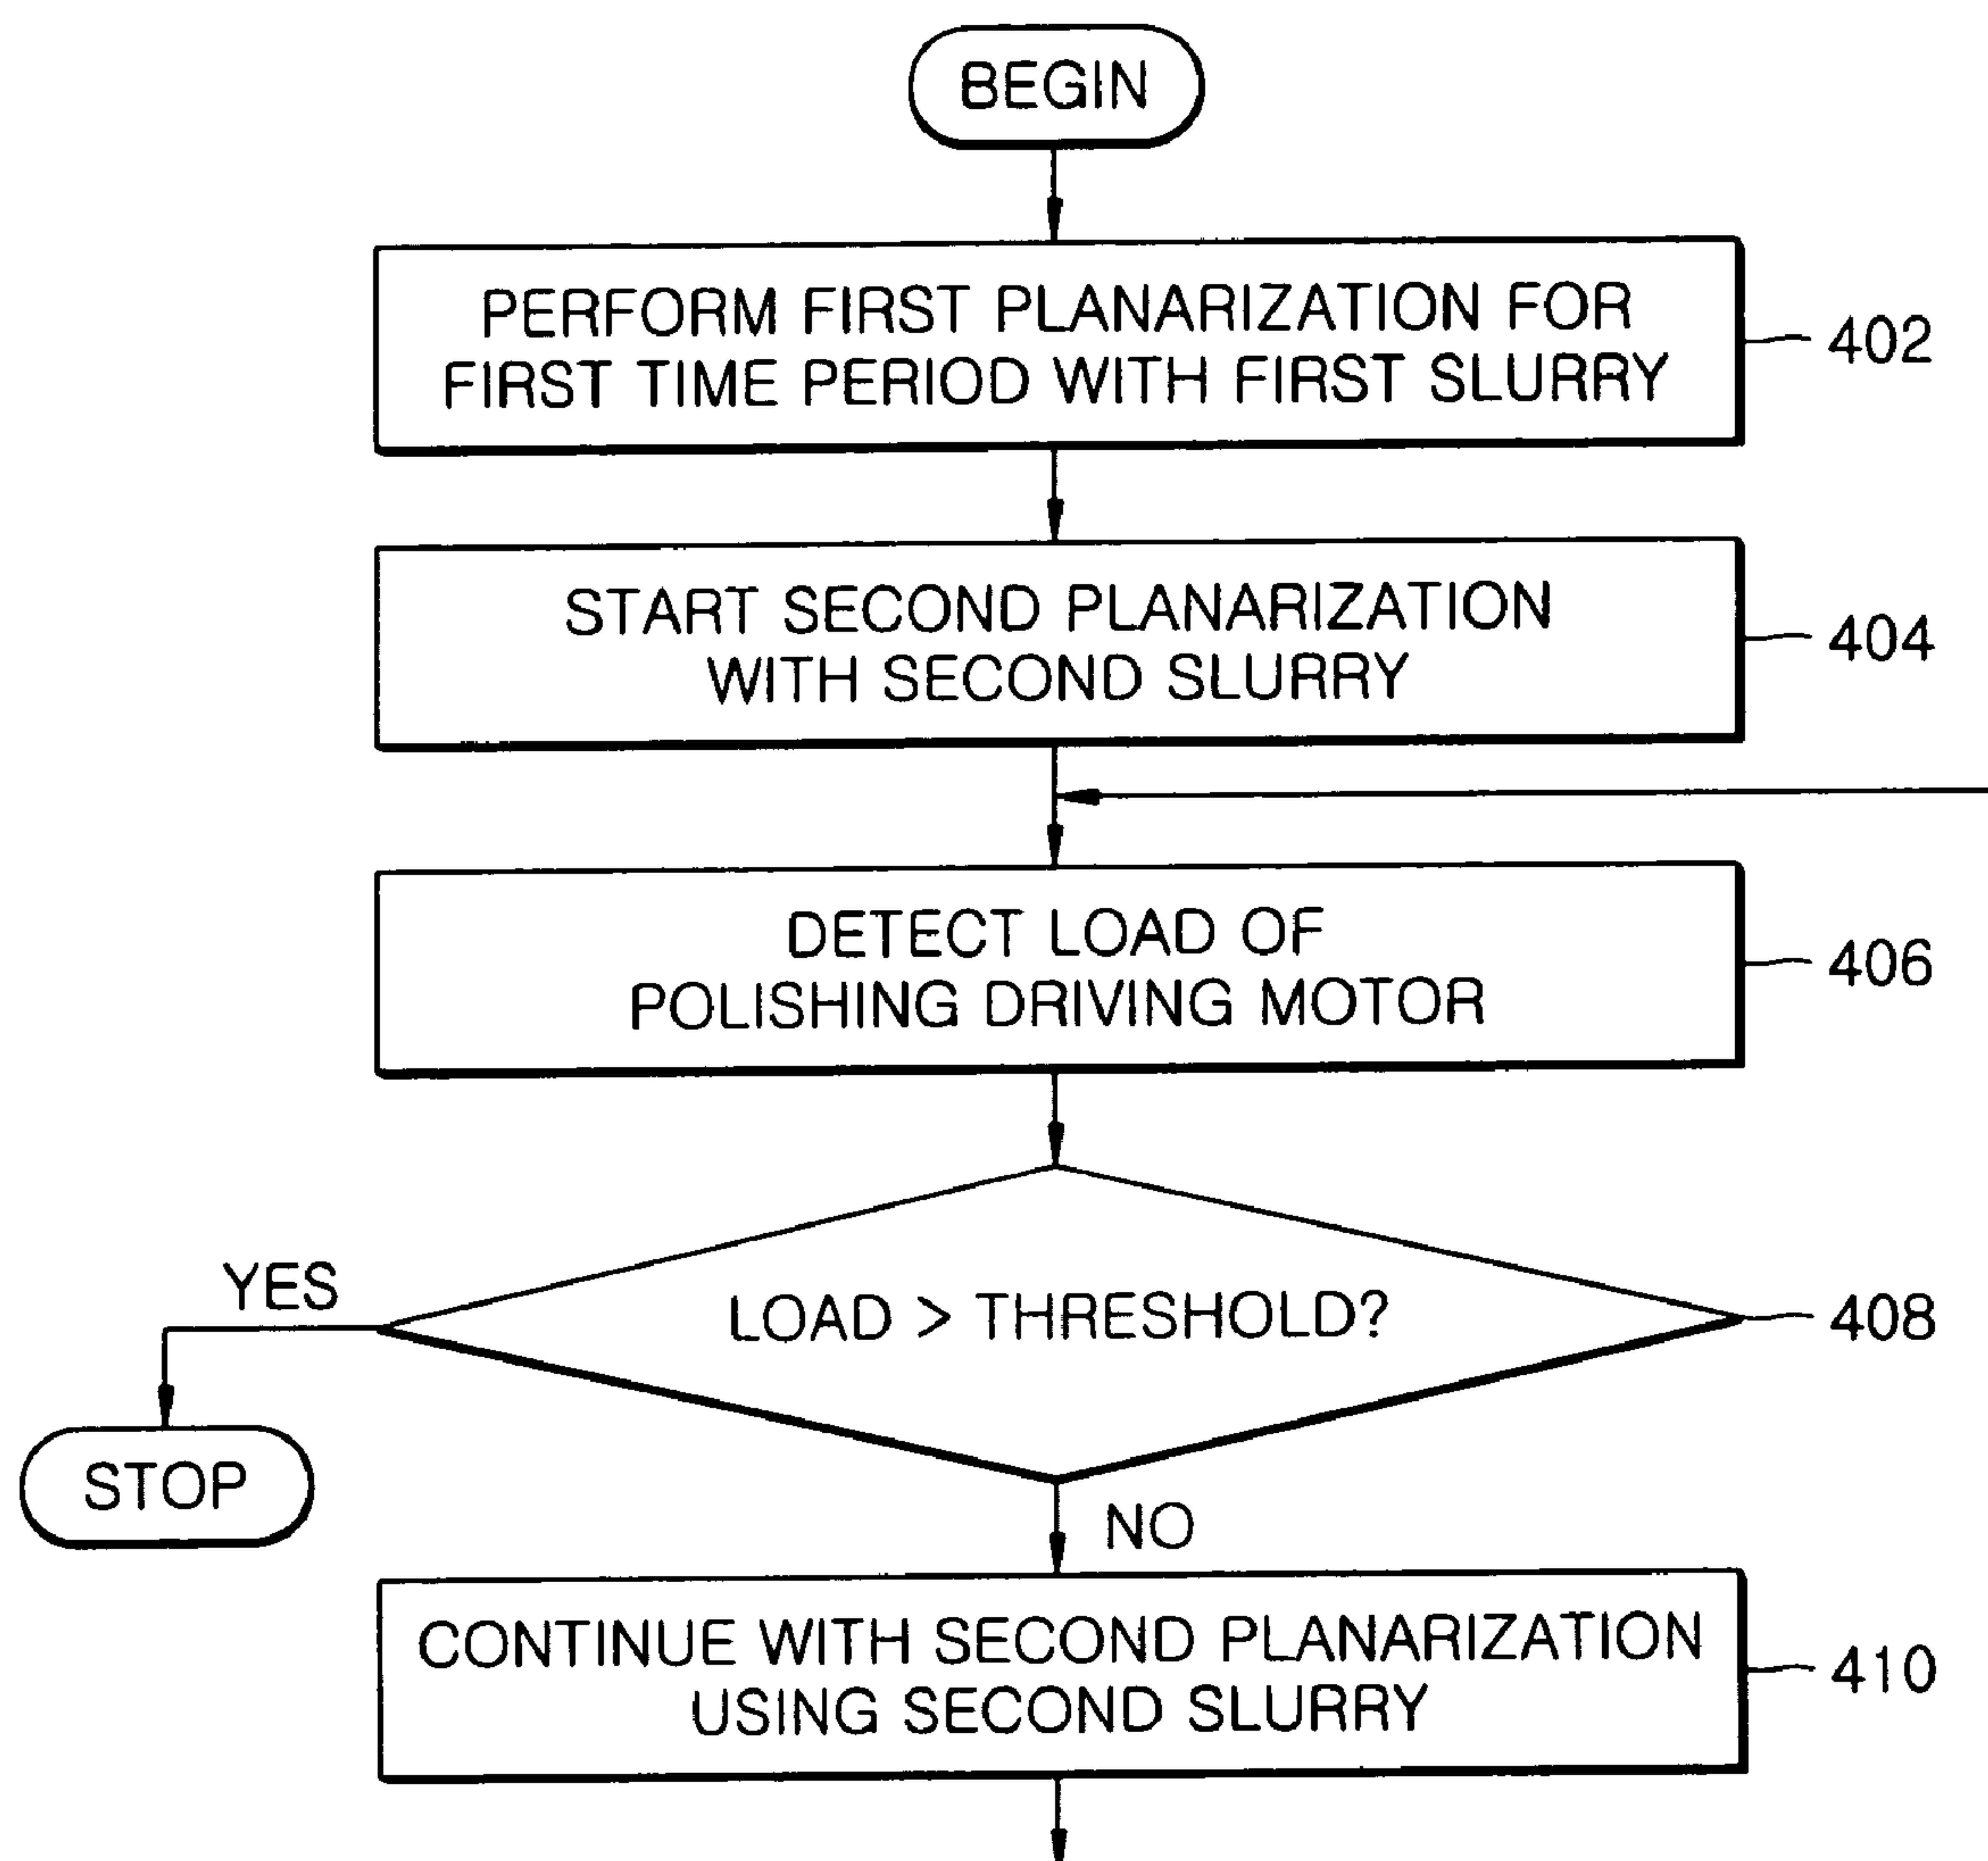 BEGIN
PERFORM FIRST PLANARIZATION FOR
FIRST TIME PERIOD WITH FIRST SLURRY
402
START SECOND PLANARIZATION
WITH SECOND SLURRY
404
DETECT LOAD OF
POLISHING DRIVING MOTOR
406
YES
LOAD > THRESHOLD?
408
STOP
NO
CONTINUE WITH SECOND PLANARIZATION
USING SECOND SLURRY
410